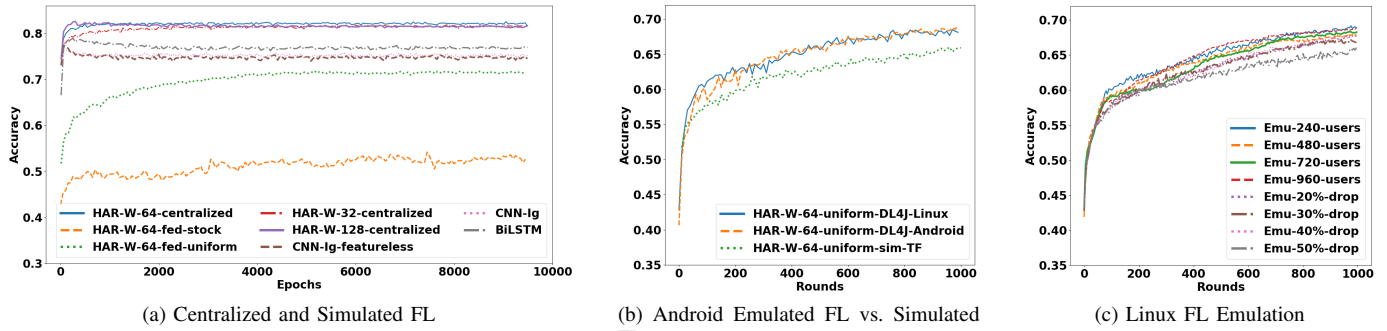 0.8
0.7
0.6
0.5
0.4
0.3
Accuracy
HAR-W-64-centralized
HAR-W-64-fed-stock
HAR-W-64-fed-uniform
HAR-W-32-centralized
HAR-W-128-centralized
CNN-Ig-featureless
CNN-Ig
BiLSTM
0 2000 4000 6000 8000 10000
Epochs
(a) Centralized and Simulated FL
0.70
0.65
0.60
0.55
0.50
0.45
0.40
0.35
Accuracy
HAR-W-64-uniform-DL4J-Linux
HAR-W-64-uniform-DL4J-Android
HAR-W-64-uniform-sim-TF
0 200 400 600 800 1000
Rounds
(b) Android Emulated FL vs. Simulated
0.70
0.65
0.60
0.55
0.50
0.45
0.40
0.35
Accuracy
Emu-240-users
Emu-480-users
Emu-720-users
Emu-960-users
Emu-20%-drop
Emu-30%-drop
Emu-40%-drop
Emu-50%-drop
0 200 400 600 800 1000
Rounds
(c) Linux FL Emulation